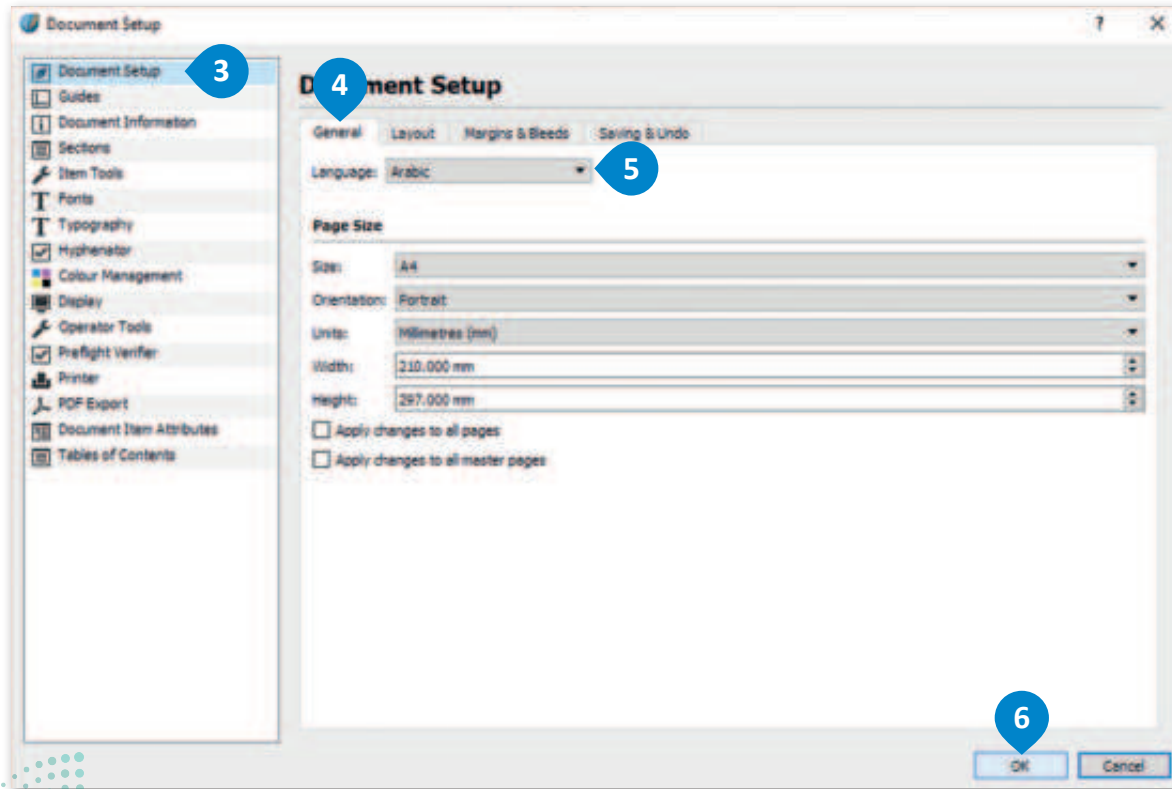 Document Setup
?
Document Setup
3
Guides
Document Information
Sections
Item Tools
Fonts
Typography
Hyphenator
Colour Management
Display
Operator Tools
Preflight Verifier
Printer
PDF Export
Document Item Attributes
Tables of Contents
4
Document Setup
General Layout Margins & Bleeds Saving & Undo
Language: Arabic
5
Page Size
Size: A4
Orientation: Portrait
Units: Millimetres (mm)
Width: 210.000 mm
Height: 297.000 mm
Apply changes to all pages
Apply changes to all master pages
6
OK Cancel